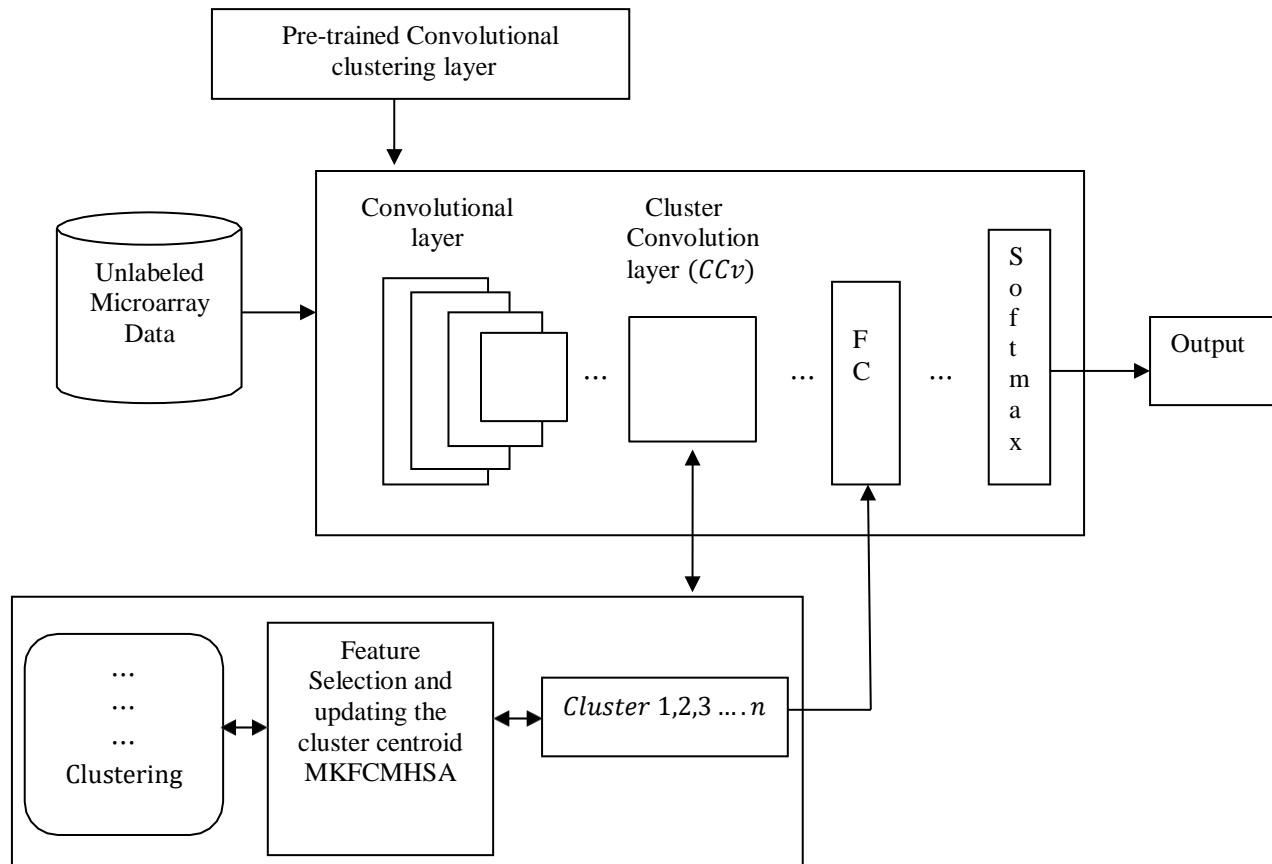 Pre-trained Convolutional
clustering layer
Convolutional
layer
Cluster
Convolution
layer (CCv)
Unlabeled
Microarray
Data
...
...
F
C
...
S
o
f
t
m
a
x
Output
...
...
...
Clustering
Feature
Selection and
updating the
cluster centroid
MKFCMHSA
Cluster 1,2,3 ....n